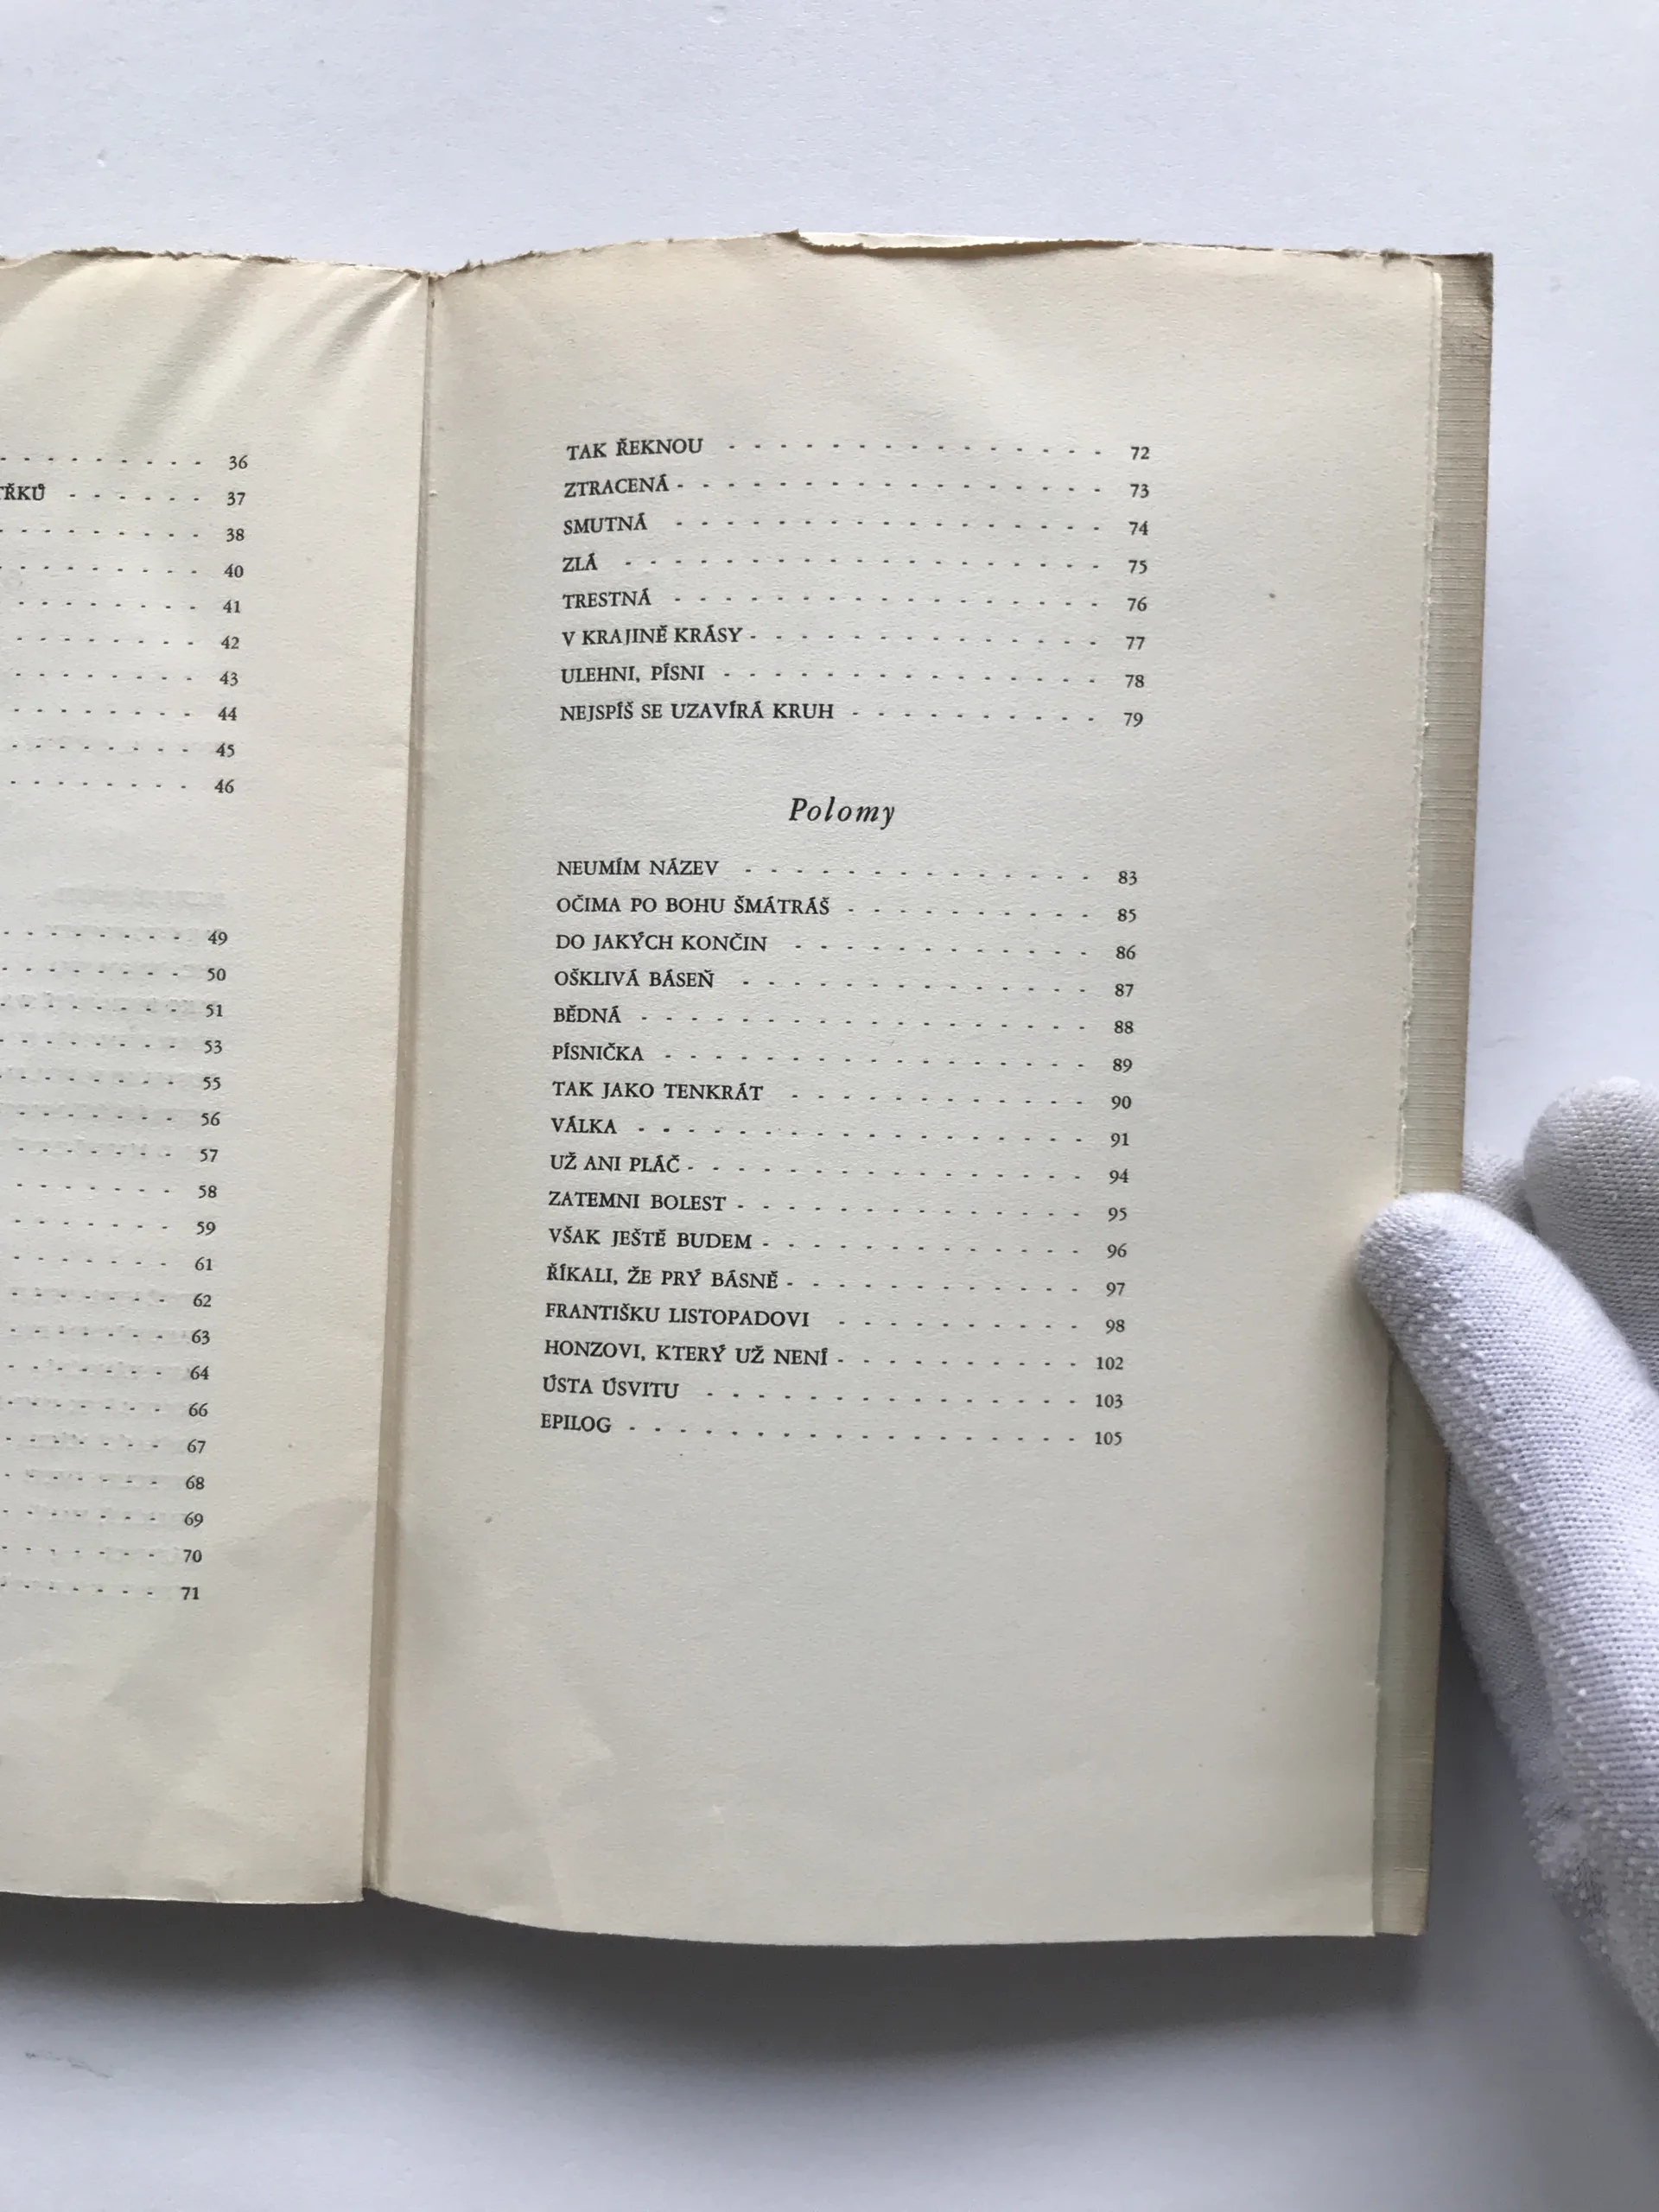 36
37
38
40
41
42
43
44
45
46
49
50
51
53
55
56
57
58
59
61
62
63
64
66
67
68
69
70
71
TAK ŘEKNOU - - - - - - - - - - - - - - - 72
ZTRACENÁ - - - - - - - - - - - - - - - - - 73
SMUTNÁ - - - - - - - - - - - - - - - - - 74
ZLÁ - - - - - - - - - - - - - - - - - - - 75
TRESTNÁ - - - - - - - - - - - - - - - - - 76
V KRAJINĚ KRÁSY - - - - - - - - - - - - - - 77
ULEHNI, PÍSNI - - - - - - - - - - - - - - - 78
NEJSPÍŠ SE UZAVÍRÁ KRUH - - - - - - - - - - 79
Polomy
NEUMÍM NÁZEV - - - - - - - - - - - - - - 83
OČIMA PO BOHU ŠMÁTRÁŠ - - - - - - - - - - 85
DO JAKÝCH KONČIN - - - - - - - - - - - - 86
OŠKLIVÁ BÁSEŇ - - - - - - - - - - - - - - 87
BĚDNÁ - - - - - - - - - - - - - - - - - - 88
PÍSNIČKA - - - - - - - - - - - - - - - - - 89
TAK JAKO TENKRÁT - - - - - - - - - - - - 90
VÁLKA - - - - - - - - - - - - - - - - - - 91
UŽ ANI PLÁČ - - - - - - - - - - - - - - - - 94
ZATEMNI BOLEST - - - - - - - - - - - - - - 95
VŠAK JEŠTĚ BUDEM - - - - - - - - - - - - - 96
ŘÍKALI, ŽE PRÝ BÁSNĚ - - - - - - - - - - - - 97
FRANTIŠKU LISTOPADOVI - - - - - - - - - - 98
HONZOVI, KTERÝ UŽ NENÍ - - - - - - - - - - 102
ÚSTA ÚSVITU - - - - - - - - - - - - - - - 103
EPILOG - - - - - - - - - - - - - - - - - - 105